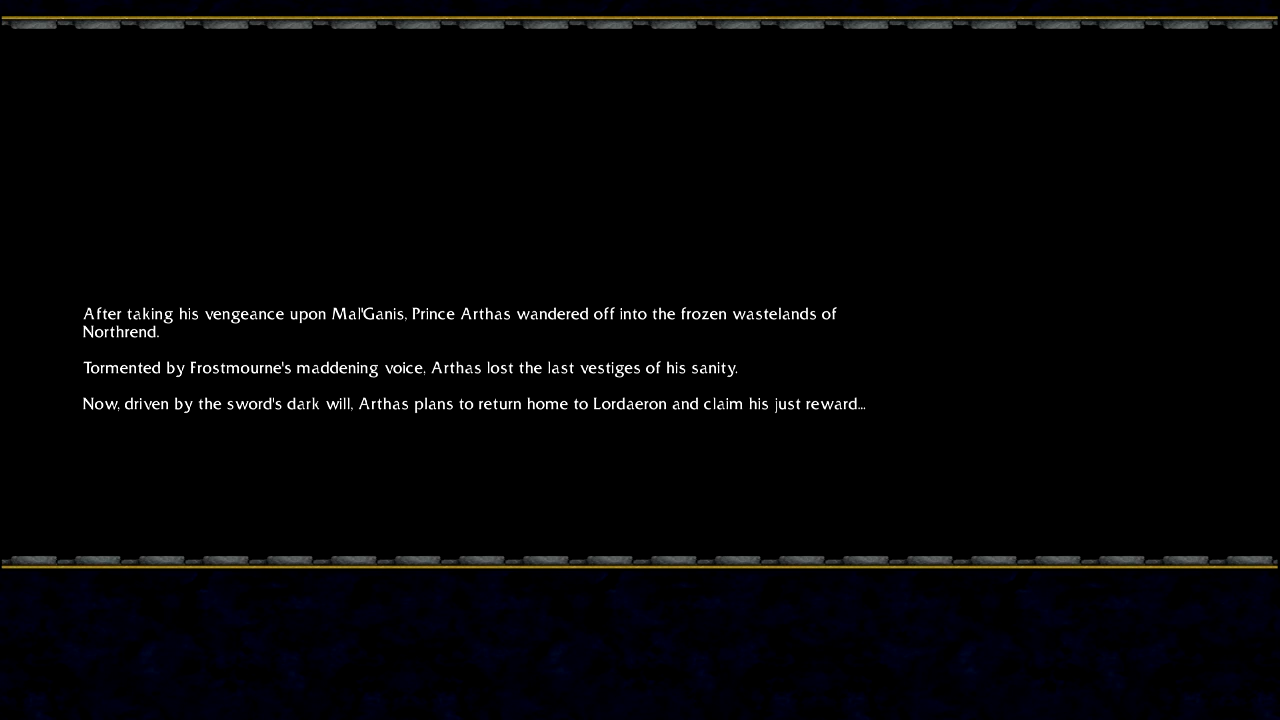 After taking his vengeance upon Mal'Ganis, Prince Arthas wandered off into the frozen wastelands of
Northrend.
Tormented by Frostmourne's maddening voice, Arthas lost the last vestiges of his sanity.
Now, driven by the sword's dark will, Arthas plans to return home to Lordaeron and claim his just reward...